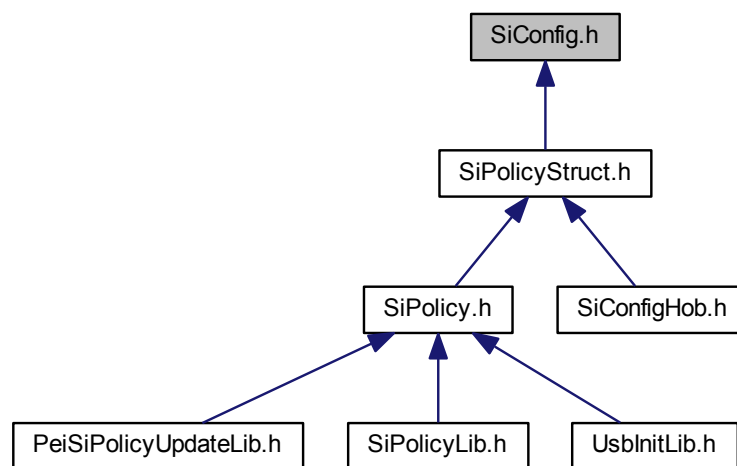 SiConfig.h
SiPolicyStruct.h
SiPolicy.h
SiConfigHob.h
PeiSiPolicyUpdateLib.h
SiPolicyLib.h
UsbInitLib.h